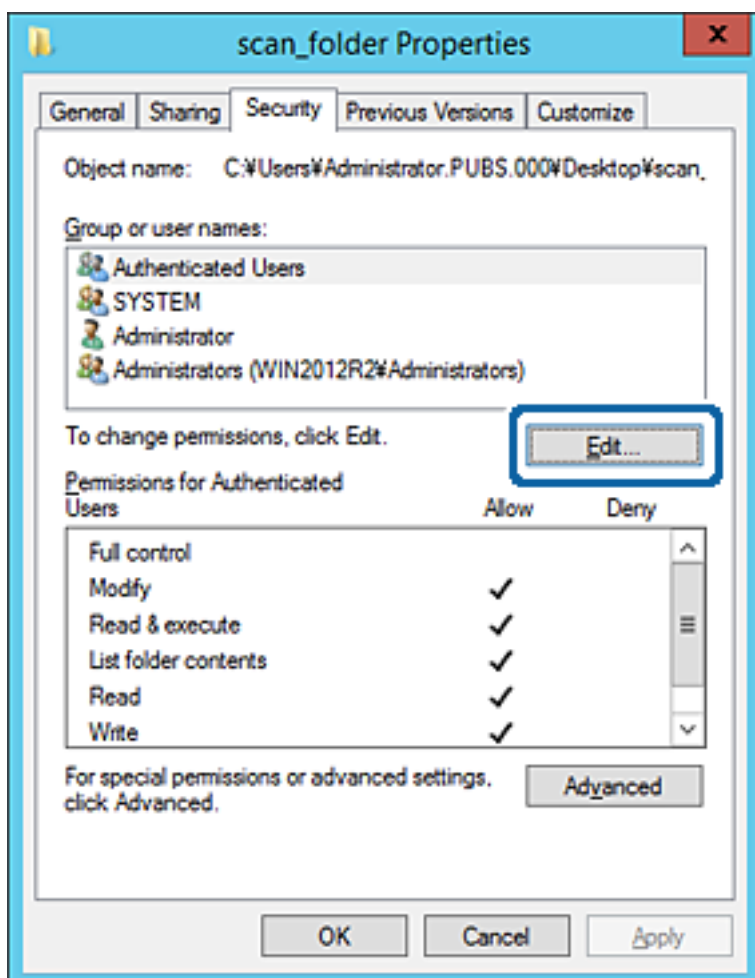 scan_folder Properties
x
General Sharing Security Previous Versions Customize
Object name: C:¥Users¥Administrator.PUBS.000¥Desktop¥scan_
Group or user names:
Authenticated Users
SYSTEM
Administrator
Administrators (WIN2012R2¥Administrators)
To change permissions, click Edit. Edit...
Permissions for Authenticated
Users Allow Deny
Full control
Modify
Read & execute
List folder contents
Read
Write
For special permissions or advanced settings,
click Advanced. Advanced
OK Cancel Apply